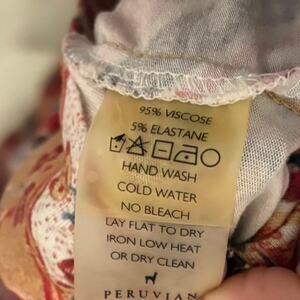 95% VISCOSE
5% ELASTANE
HAND WASH
COLD WATER
NO BLEACH
LAY FLAT TO DRY
IRON LOW HEAT
OR DRY CLEAN
PERUVIAN